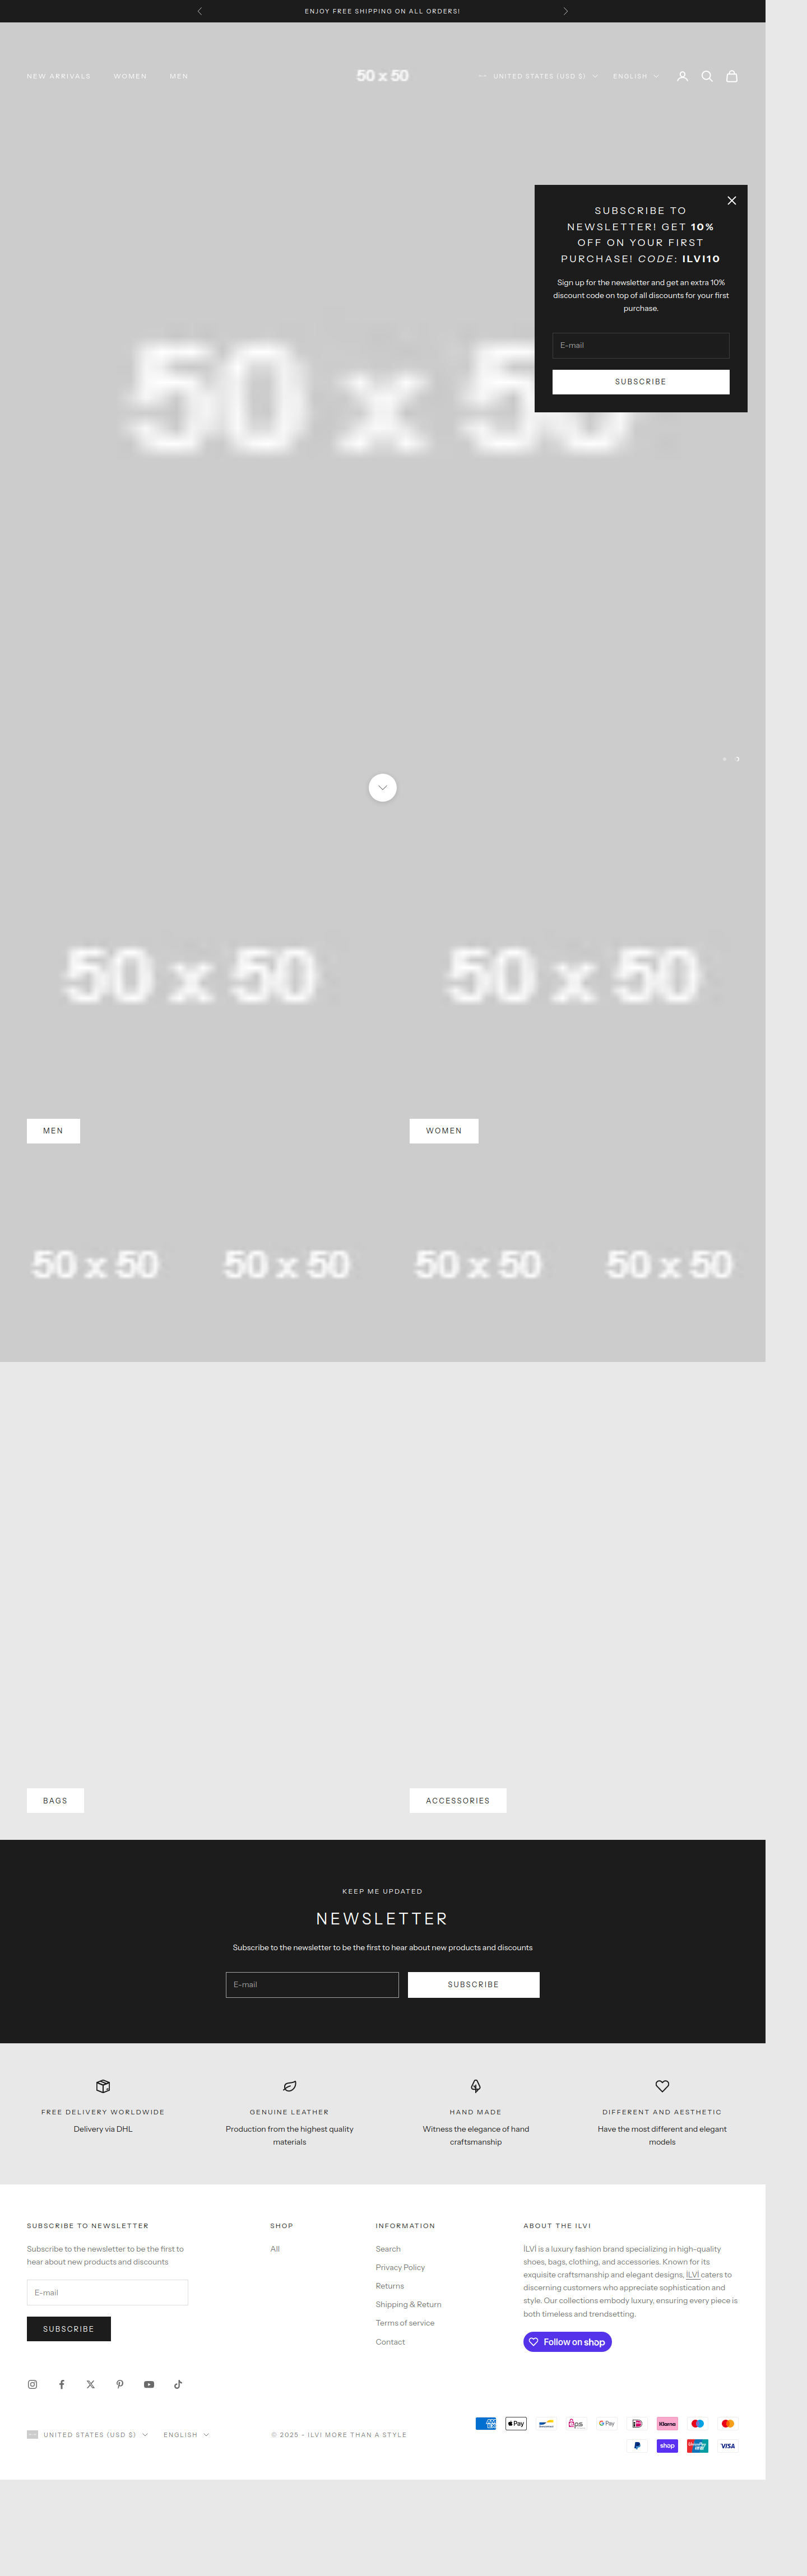 ENJOY FREE SHIPPING ON ALL ORDERS!
NEW ARRIVALS WOMEN MEN
50 x 50
UNITED STATES (USD $) ENGLISH
SUBSCRIBE TO
NEWSLETTER! GET 10%
OFF ON YOUR FIRST
PURCHASE! CODE: ILVI10
Sign up for the newsletter and get an extra 10%
discount code on top of all discounts for your first
purchase.
E-mail
SUBSCRIBE
50 x 50
50 x 50
50 x 50
MEN
WOMEN
50 x 50
50 x 50
50 x 50
50 x 50
BAGS
ACCESSORIES
KEEP ME UPDATED
NEWSLETTER
Subscribe to the newsletter to be the first to hear about new products and discounts
E-mail
SUBSCRIBE
FREE DELIVERY WORLDWIDE
Delivery via DHL
GENUINE LEATHER
Production from the highest quality
materials
HAND MADE
Witness the elegance of hand
craftsmanship
DIFFERENT AND AESTHETIC
Have the most different and elegant
models
SUBSCRIBE TO NEWSLETTER
Subscribe to the newsletter to be the first to
hear about new products and discounts
E-mail
SUBSCRIBE
SHOP
All
INFORMATION
Search
Privacy Policy
Returns
Shipping & Return
Terms of service
Contact
ABOUT THE ILVI
İLVİ is a luxury fashion brand specializing in high-quality
shoes, bags, clothing, and accessories. Known for its
exquisite craftsmanship and elegant designs, İLVİ caters to
discerning customers who appreciate sophistication and
style. Our collections embody luxury, ensuring every piece is
both timeless and trendsetting.
Follow on shop
UNITED STATES (USD $) ENGLISH
© 2025 - ILVI MORE THAN A STYLE
Pay
eps
G Pay
Klarna
shop
UnionPay
VISA